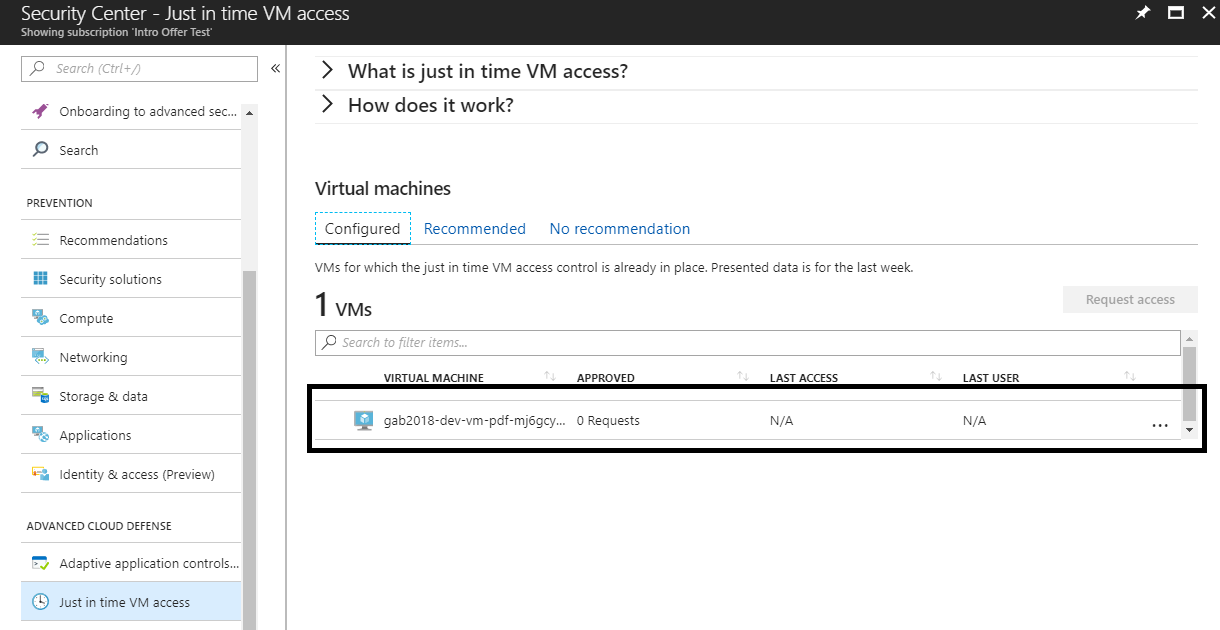 Security Center - Just in time VM access
Showing subscription 'Intro Offer Test'
Search (Ctrl+/)
Onboarding to advanced sec...
Search
PREVENTION
Recommendations
Security solutions
Compute
Networking
Storage & data
Applications
Identity & access (Preview)
ADVANCED CLOUD DEFENSE
Adaptive application controls...
Just in time VM access
What is just in time VM access?
How does it work?
Virtual machines
Configured Recommended No recommendation
VMs for which the just in time VM access control is already in place. Presented data is for the last week.
1 VMs
Request access
Search to filter items...
VIRTUAL MACHINE APPROVED LAST ACCESS LAST USER
gab2018-dev-vm-pdf-mj6gcy... 0 Requests N/A N/A ...